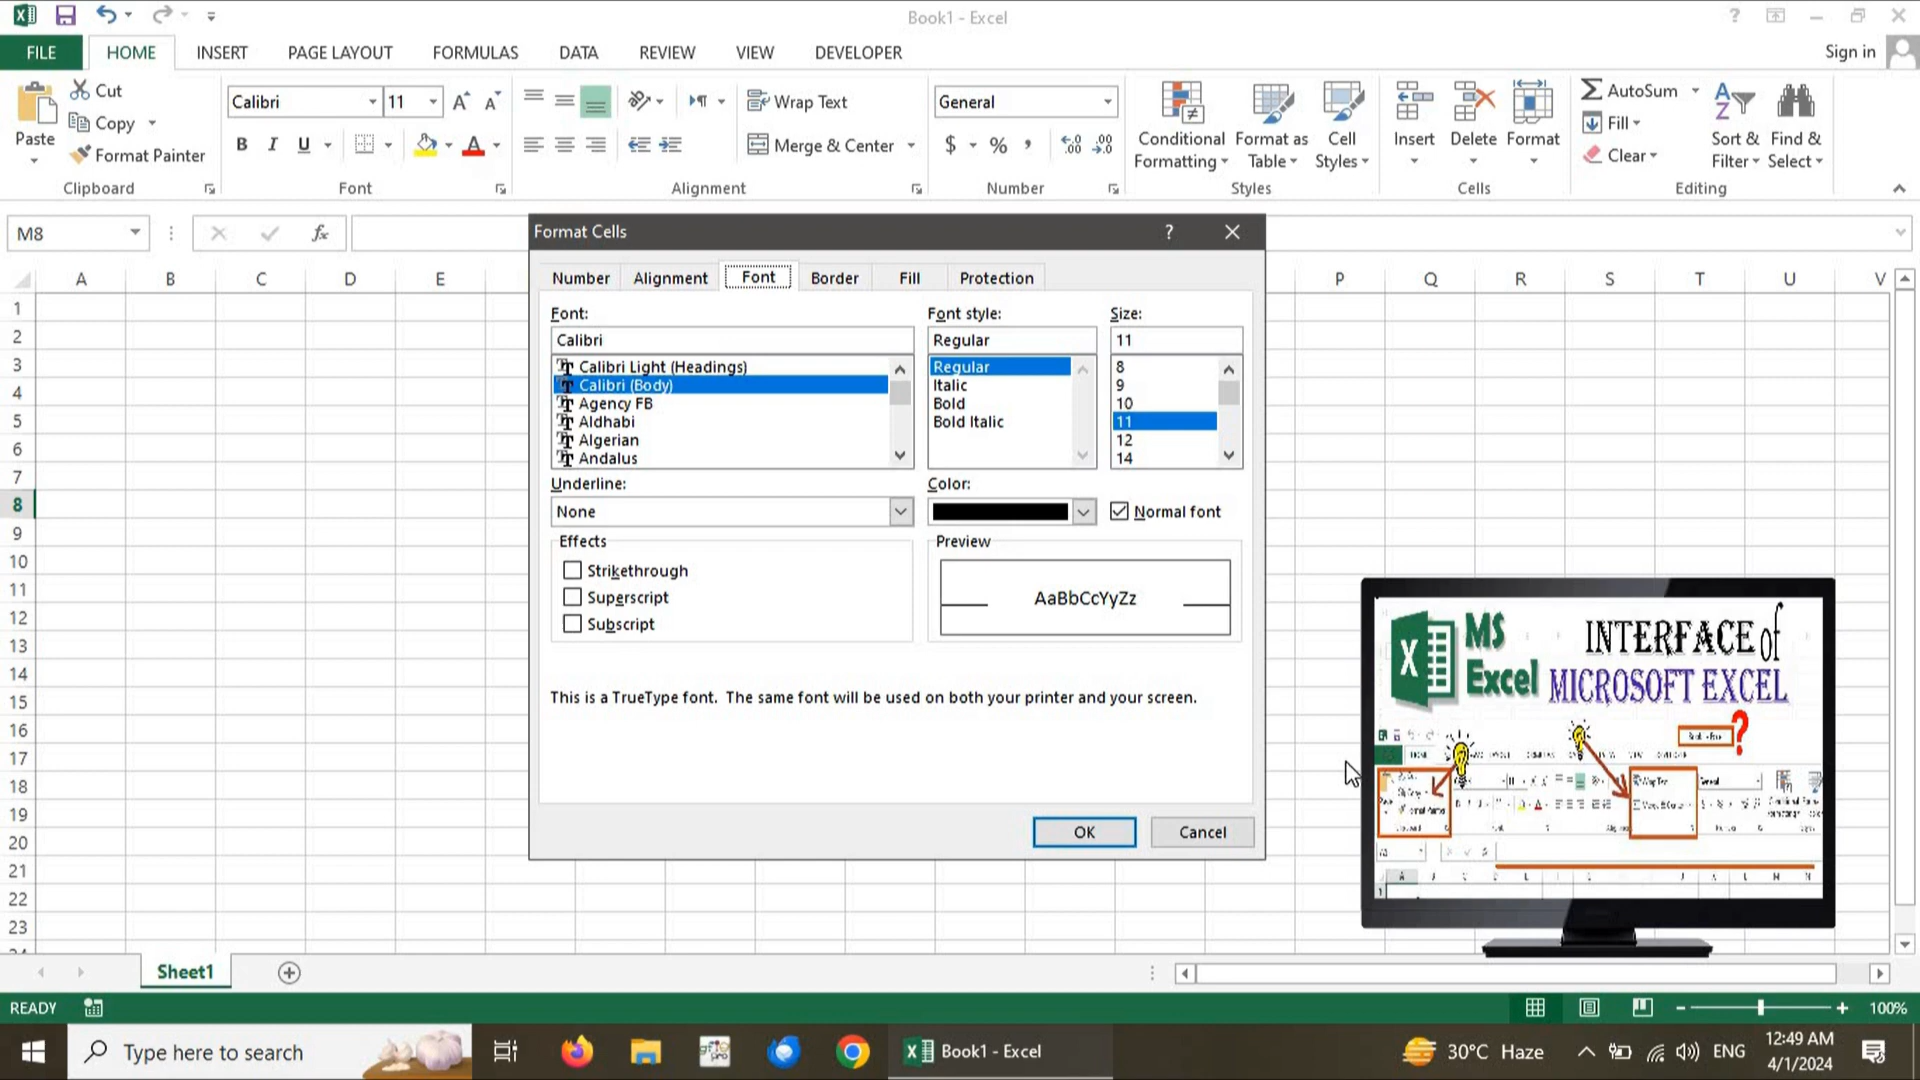 Book1 - Excel
?
FILE HOME INSERT PAGE LAYOUT FORMULAS DATA REVIEW VIEW DEVELOPER Sign in
Paste
Cut
Copy
Format Painter
Clipboard
Calibri 11
B I U A
Font
Wrap Text
Merge & Center
Alignment
General
$ % , .00 .00
Number
Conditional
Formatting
Format as
Table
Cell
Styles
Styles
Insert Delete Format
Cells
AutoSum
Fill
Clear
Sort &
Filter
Find &
Select
Editing
M8
fx
A B C D E P Q R S T U V
1
2
3
4
5
6
7
8
9
10
11
12
13
14
15
16
17
18
19
20
21
22
23
Format Cells ?
Number Alignment Font Border Fill Protection
Font:
Calibri
Calibri Light (Headings)
Calibri (Body)
Agency FB
Aldhabi
Algerian
Andalus
Font style:
Regular
Regular
Italic
Bold
Bold Italic
Size:
11
8
9
10
11
12
14
Underline:
None
Color:
Normal font
Effects
Strikethrough
Superscript
Subscript
Preview
AaBbCcYyZz
This is a TrueType font. The same font will be used on both your printer and your screen.
OK Cancel
X
MS
Excel
INTERFACE of
MICROSOFT EXCEL
?
Sheet1
READY
100%
Type here to search
Book1 - Excel
30°C Haze
ENG
12:49 AM
4/1/2024